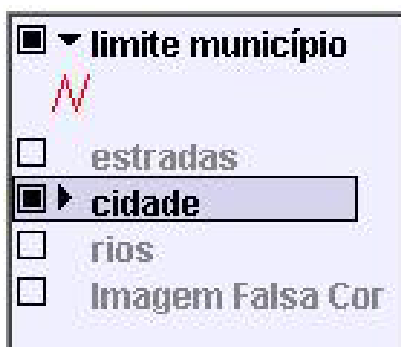 limite município
estradas
cidade
rios
Imagem Falsa Cor